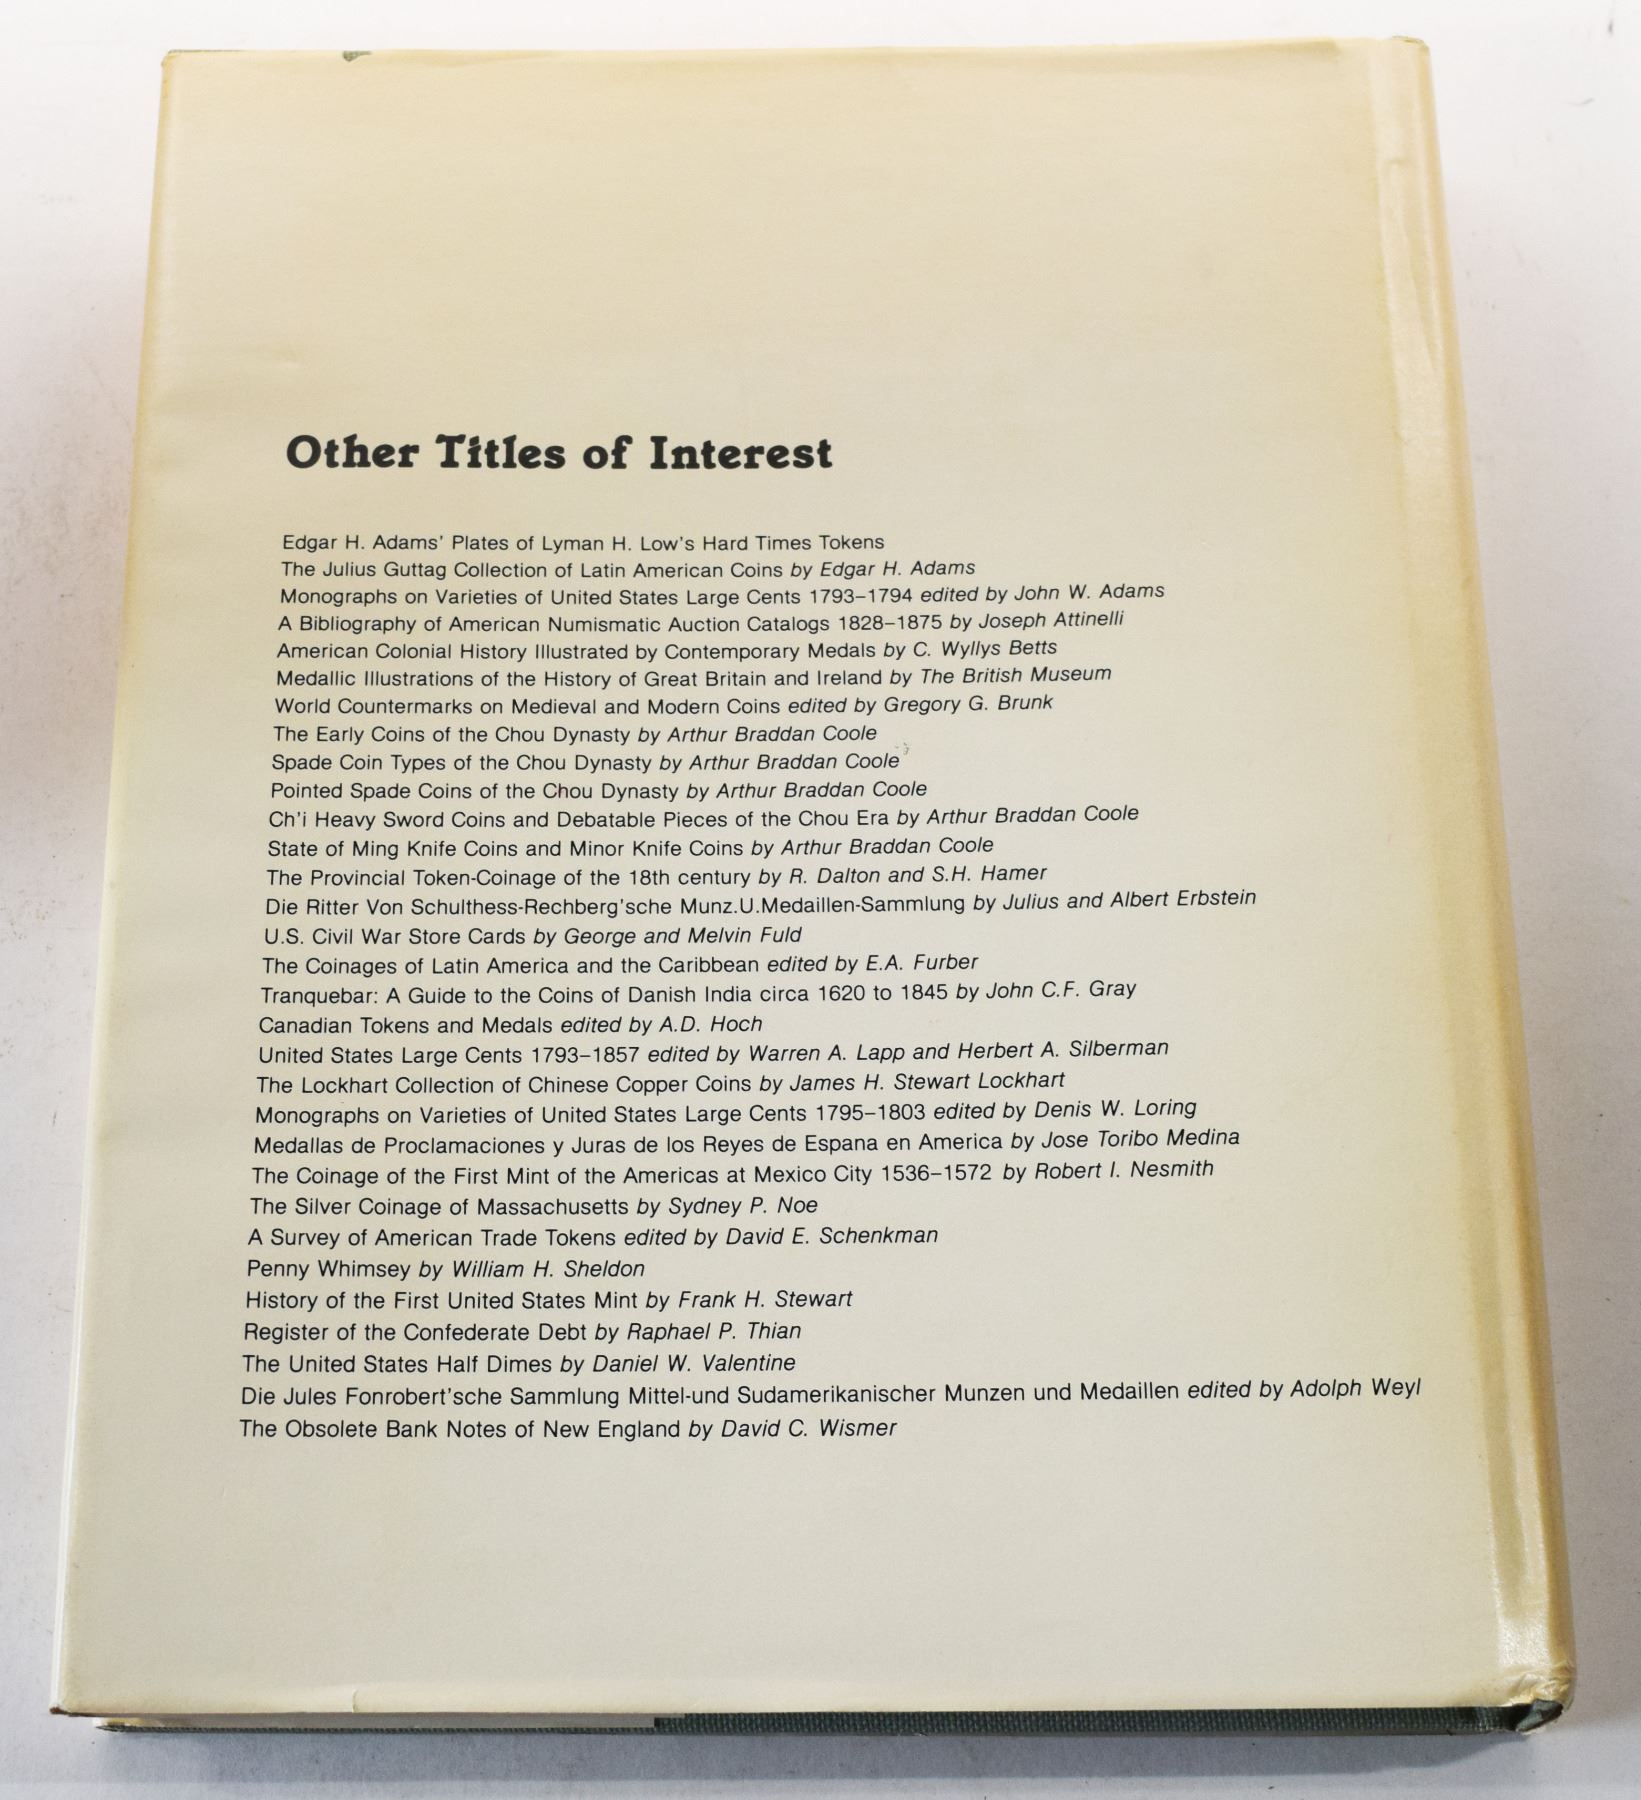 Other Titles of Interest
Edgar H. Adams' Plates of Lyman H. Low's Hard Times Tokens
The Julius Guttag Collection of Latin American Coins by Edgar H. Adams
Monographs on Varieties of United States Large Cents 1793–1794 edited by John W. Adams
A Bibliography of American Numismatic Auction Catalogs 1828–1875 by Joseph Attinelli
American Colonial History Illustrated by Contemporary Medals by C. Wyllys Betts
Medallic Illustrations of the History of Great Britain and Ireland by The British Museum
World Countermarks on Medieval and Modern Coins edited by Gregory G. Brunk
The Early Coins of the Chou Dynasty by Arthur Braddan Coole
Spade Coin Types of the Chou Dynasty by Arthur Braddan Coole
Pointed Spade Coins of the Chou Dynasty by Arthur Braddan Coole
Ch'i Heavy Sword Coins and Debatable Pieces of the Chou Era by Arthur Braddan Coole
State of Ming Knife Coins and Minor Knife Coins by Arthur Braddan Coole
The Provincial Token-Coinage of the 18th century by R. Dalton and S.H. Hamer
Die Ritter Von Schulthess-Rechberg'sche Munz.U.Medaillen-Sammlung by Julius and Albert Erbstein
U.S. Civil War Store Cards by George and Melvin Fuld
The Coinages of Latin America and the Caribbean edited by E.A. Furber
Tranquebar: A Guide to the Coins of Danish India circa 1620 to 1845 by John C.F. Gray
Canadian Tokens and Medals edited by A.D. Hoch
United States Large Cents 1793–1857 edited by Warren A. Lapp and Herbert A. Silberman
The Lockhart Collection of Chinese Copper Coins by James H. Stewart Lockhart
Monographs on Varieties of United States Large Cents 1795–1803 edited by Denis W. Loring
Medallas de Proclamaciones y Juras de los Reyes de Espana en America by Jose Toribo Medina
The Coinage of the First Mint of the Americas at Mexico City 1536–1572 by Robert I. Nesmith
The Silver Coinage of Massachusetts by Sydney P. Noe
A Survey of American Trade Tokens edited by David E. Schenkman
Penny Whimsey by William H. Sheldon
History of the First United States Mint by Frank H. Stewart
Register of the Confederate Debt by Raphael P. Thian
The United States Half Dimes by Daniel W. Valentine
Die Jules Fonrobert'sche Sammlung Mittel-und Sudamerikanischer Munzen und Medaillen edited by Adolph Weyl
The Obsolete Bank Notes of New England by David C. Wismer